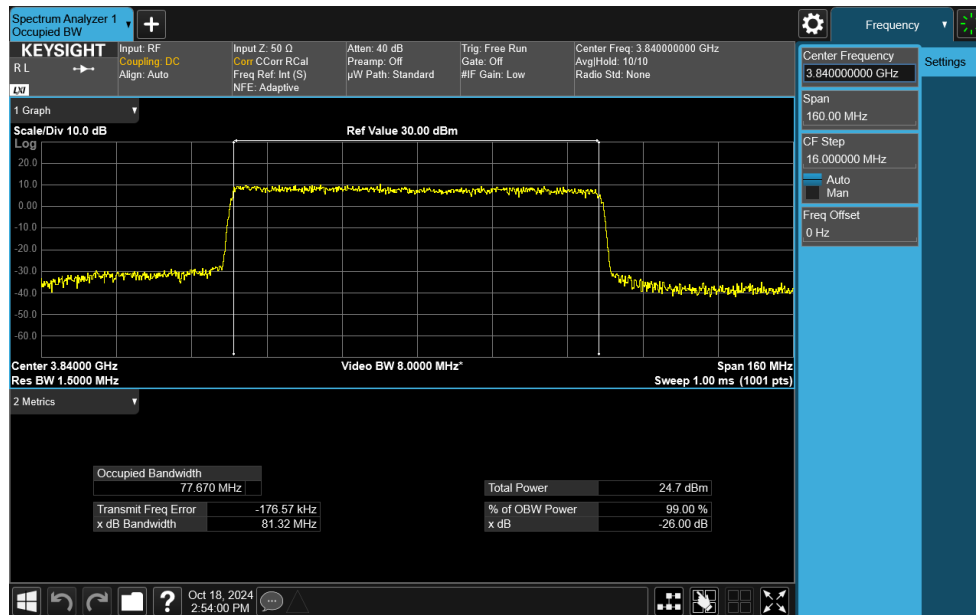 Spectrum Analyzer 1
Occupied BW
Frequency
KEYSIGHT
R L
LXI
Input: RF
Coupling: DC
Align: Auto
Input Z: 50 Ω
Corr CCorr RCal
Freq Ref: Int (S)
NFE: Adaptive
Atten: 40 dB
Preamp: Off
µW Path: Standard
Trig: Free Run
Gate: Off
#IF Gain: Low
Center Freq: 3.840000000 GHz
Avg|Hold: 10/10
Radio Std: None
Center Frequency
3.840000000 GHz
Settings
Span
160.00 MHz
CF Step
16.000000 MHz
Auto
Man
Freq Offset
0 Hz
1 Graph
Scale/Div 10.0 dB
Ref Value 30.00 dBm
Log
20.0
10.0
0.00
-10.0
-20.0
-30.0
-40.0
-50.0
-60.0
Center 3.84000 GHz
Video BW 8.0000 MHz*
Span 160 MHz
Res BW 1.5000 MHz
Sweep 1.00 ms (1001 pts)
2 Metrics
Occupied Bandwidth
77.670 MHz
Total Power 24.7 dBm
Transmit Freq Error -176.57 kHz
% of OBW Power 99.00 %
x dB Bandwidth 81.32 MHz
x dB -26.00 dB
?
Oct 18, 2024
2:54:00 PM